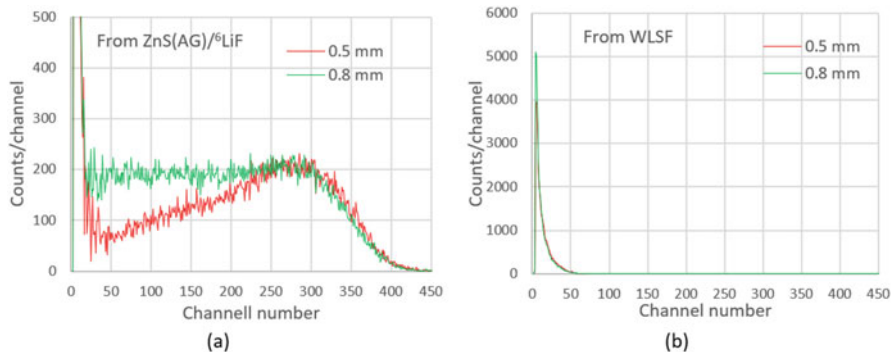 From ZnS(AG)/⁶LiF
0.5 mm
0.8 mm
Counts/channel
500
400
300
200
100
0
0 50 100 150 200 250 300 350 400 450
Channell number
(a)
From WLSF
0.5 mm
0.8 mm
Counts/channel
6000
5000
4000
3000
2000
1000
0
0 50 100 150 200 250 300 350 400 450
Channel number
(b)